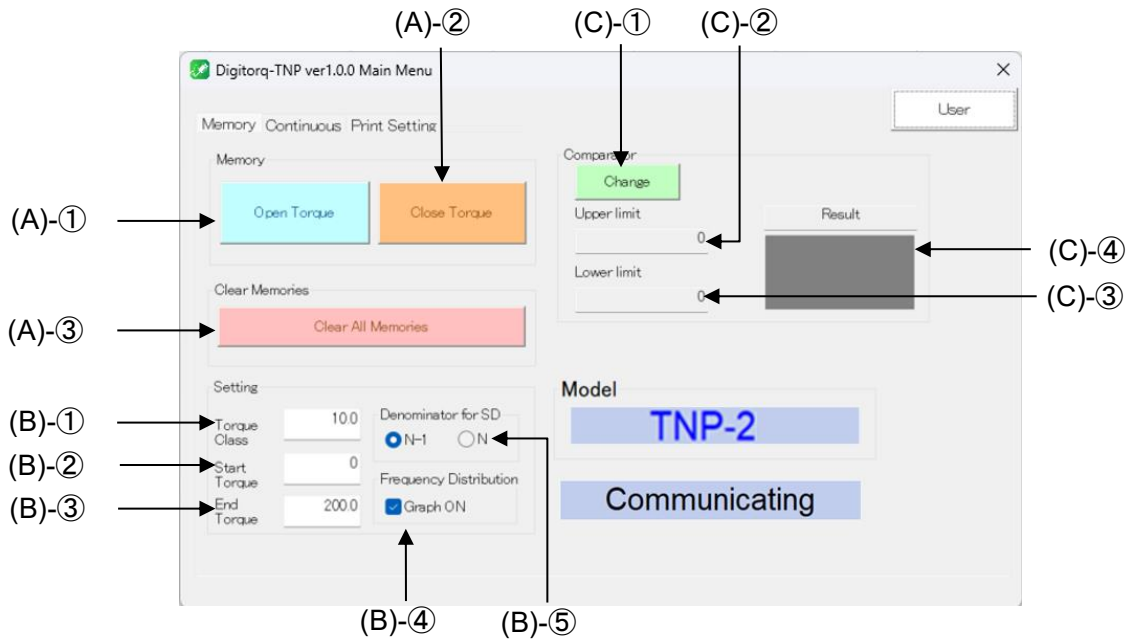 (A)-② (C)-① (C)-②
Digitorq-TNP ver1.0.0 Main Menu
User
Memory Continuous Print Setting
Memory
Open Torque Close Torque
(A)-①
Comparator
Change
Upper limit
0
Lower limit
0
Result
(C)-④
(C)-③
Clear Memories
Clear All Memories
(A)-③
Setting
(B)-① Torque Class 10.0
(B)-② Start Torque 0
(B)-③ End Torque 200.0
Denominator for SD
N-1 N
Frequency Distribution
Graph ON
Model
TNP-2
Communicating
(B)-④ (B)-⑤